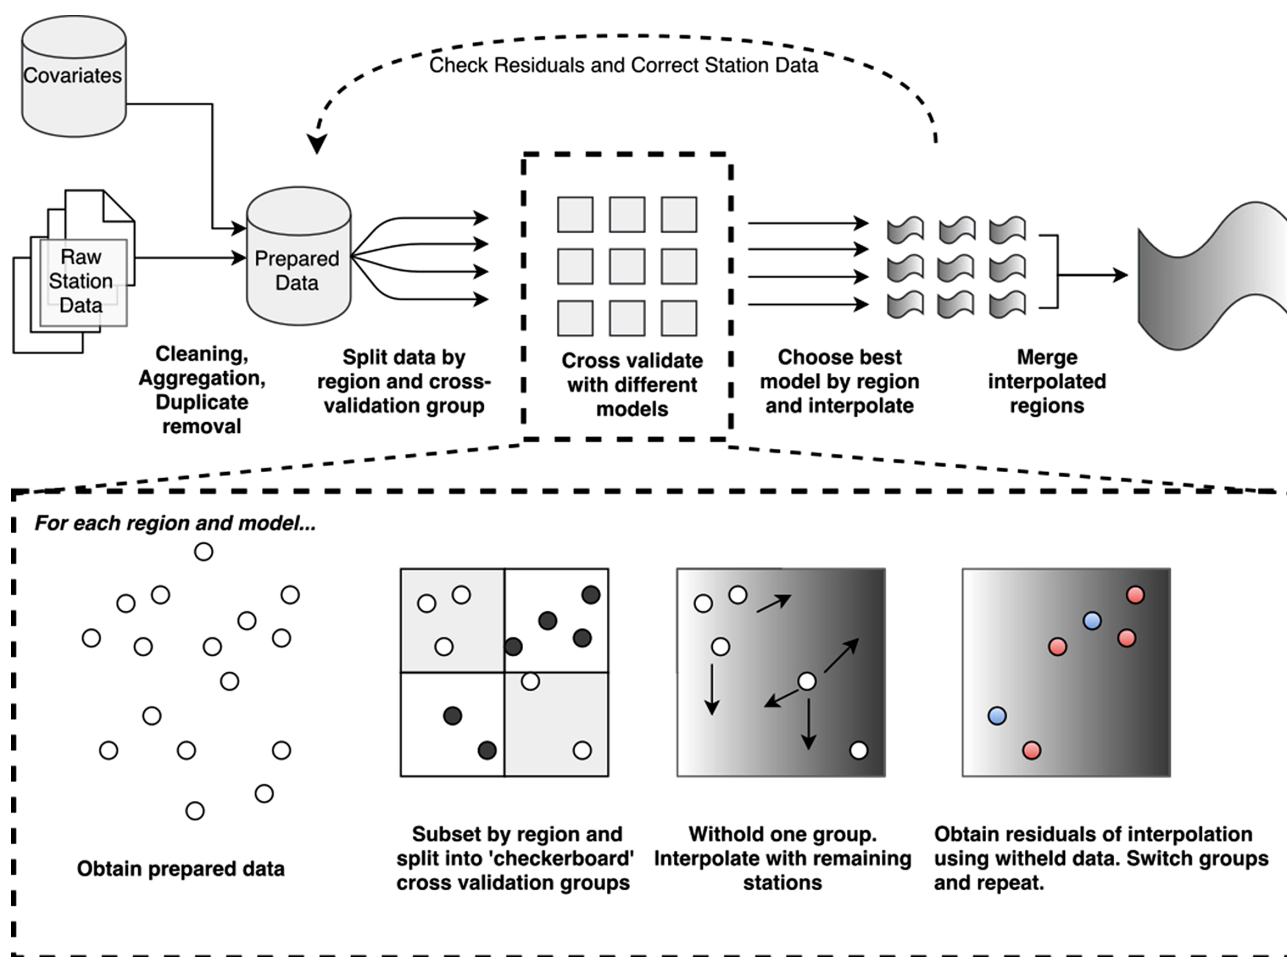 Covariates
Check Residuals and Correct Station Data
Raw
Station
Data
Prepared
Data
Cleaning,
Aggregation,
Duplicate
removal
Split data by
region and cross-
validation group
Cross validate
with different
models
Choose best
model by region
and interpolate
Merge
interpolated
regions
For each region and model...
Obtain prepared data
Subset by region and
split into 'checkerboard'
cross validation groups
Withold one group.
Interpolate with remaining
stations
Obtain residuals of interpolation
using witheld data. Switch groups
and repeat.